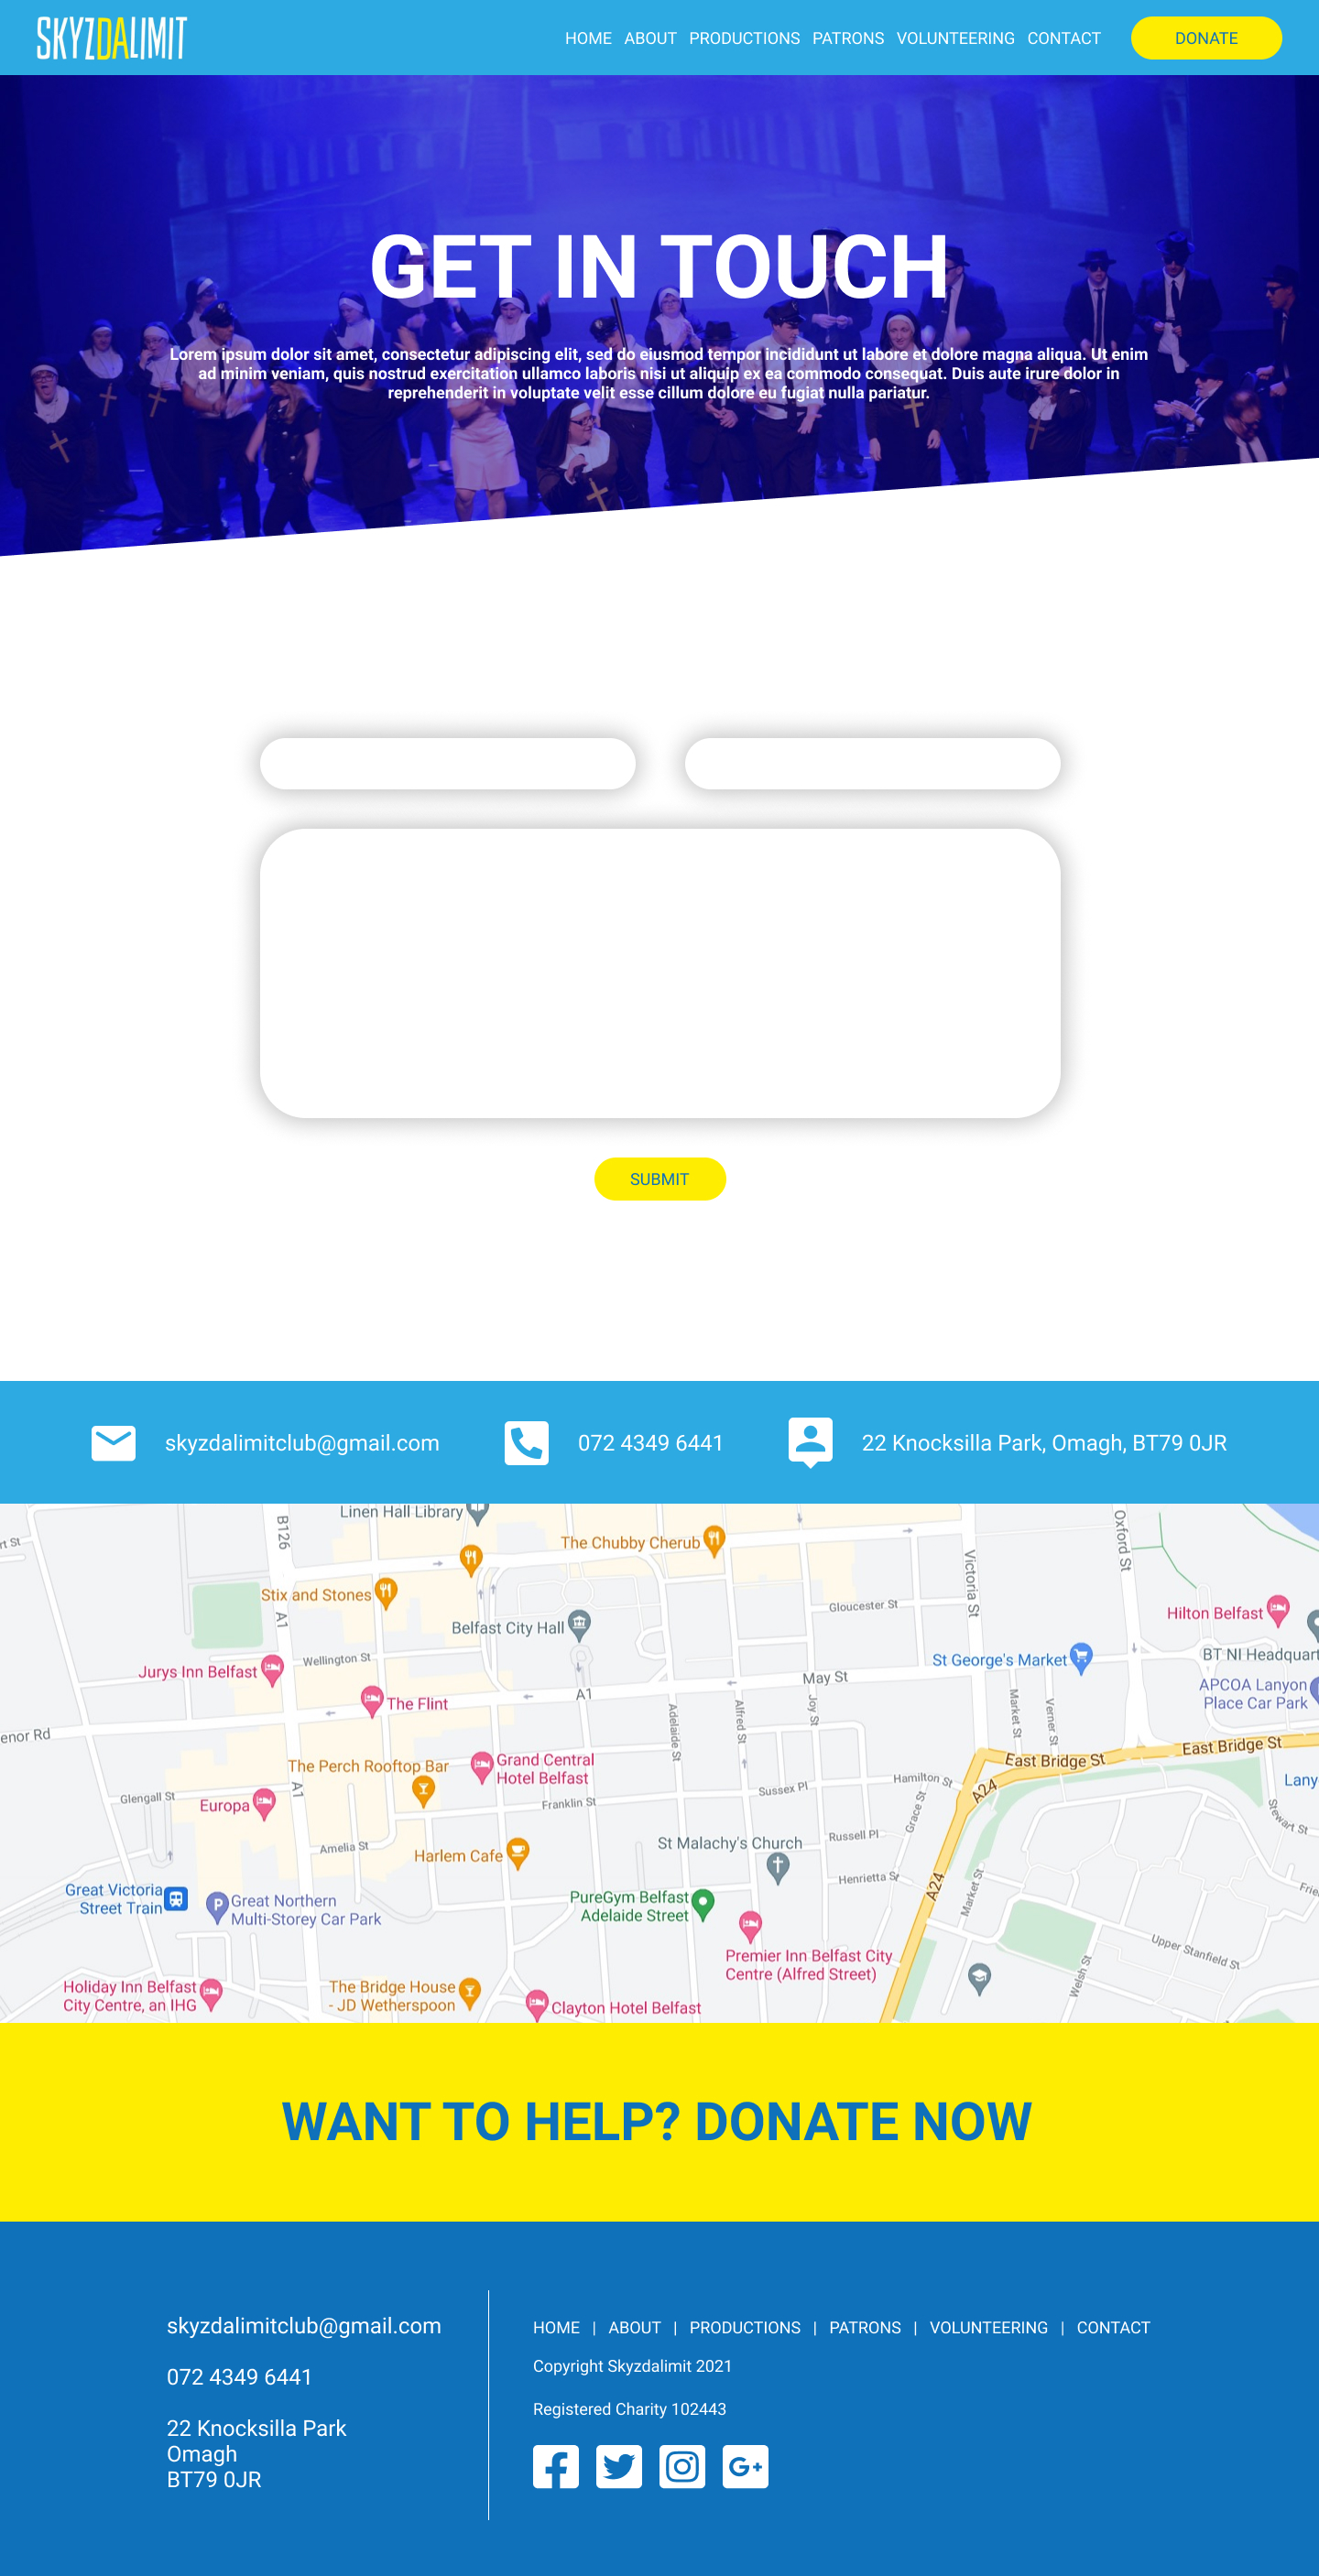 SKYZDALIMIT
HOME ABOUT PRODUCTIONS PATRONS VOLUNTEERING CONTACT DONATE
GET IN TOUCH
Lorem ipsum dolor sit amet, consectetur adipiscing elit, sed do eiusmod tempor incididunt ut labore et dolore magna aliqua. Ut enim
ad minim veniam, quis nostrud exercitation ullamco laboris nisi ut aliquip ex ea commodo consequat. Duis aute irure dolor in
reprehenderit in voluptate velit esse cillum dolore eu fugiat nulla pariatur.
SUBMIT
skyzdalimitclub@gmail.com
072 4349 6441
22 Knocksilla Park, Omagh, BT79 0JR
Linen Hall Library
B126
Oxford St
The Chubby Cherub
rt St
Victoria St
Stix and Stones
A1
Gloucester St
Hilton Belfast
Belfast City Hall
BT NI Headquart
Wellington St
St George's Market
Jurys Inn Belfast
May St
APCOA Lanyon
Place Car Park
The Flint
A1
Adelaide St
Alfred St
Joy St
Market St
Verner St
enor Rd
East Bridge St
East Bridge St
Grand Central
Hotel Belfast
The Perch Rooftop Bar
A1
Lany
Glengall St
Europa
Franklin St
Sussex Pl
Hamilton St
A24
Grace St
Stewart St
Amelia St
Harlem Cafe
St Malachy's Church
Russell Pl
Henrietta St
A24
Market St
Great Victoria
Street Train
P
Great Northern
Multi-Storey Car Park
PureGym Belfast
Adelaide Street
Frie
Premier Inn Belfast City
Centre (Alfred Street)
Upper Stanfield St
Welsh St
Holiday Inn Belfast
City Centre, an IHG
The Bridge House
- JD Wetherspoon
Clayton Hotel Belfast
WANT TO HELP? DONATE NOW
skyzdalimitclub@gmail.com
072 4349 6441
22 Knocksilla Park
Omagh
BT79 0JR
HOME | ABOUT | PRODUCTIONS | PATRONS | VOLUNTEERING | CONTACT
Copyright Skyzdalimit 2021
Registered Charity 102443
G+